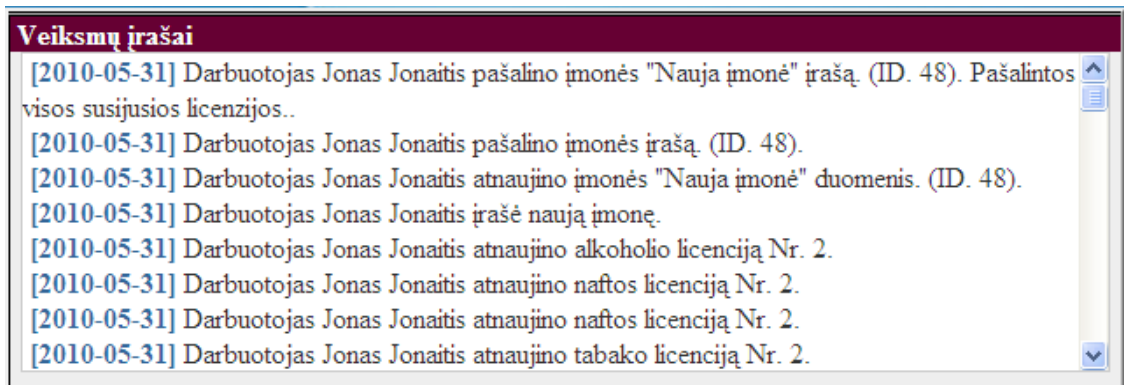 Veiksmų įrašai
[2010-05-31] Darbuotojas Jonas Jonaitis pašalino įmonės "Nauja įmonė" įrašą. (ID. 48). Pašalintos
visos susijusios licenzijos..
[2010-05-31] Darbuotojas Jonas Jonaitis pašalino įmonės įrašą. (ID. 48).
[2010-05-31] Darbuotojas Jonas Jonaitis atnaujino įmonės "Nauja įmonė" duomenis. (ID. 48).
[2010-05-31] Darbuotojas Jonas Jonaitis įrašė naują įmonę.
[2010-05-31] Darbuotojas Jonas Jonaitis atnaujino alkoholio licenciją Nr. 2.
[2010-05-31] Darbuotojas Jonas Jonaitis atnaujino naftos licenciją Nr. 2.
[2010-05-31] Darbuotojas Jonas Jonaitis atnaujino naftos licenciją Nr. 2.
[2010-05-31] Darbuotojas Jonas Jonaitis atnaujino tabako licenciją Nr. 2.